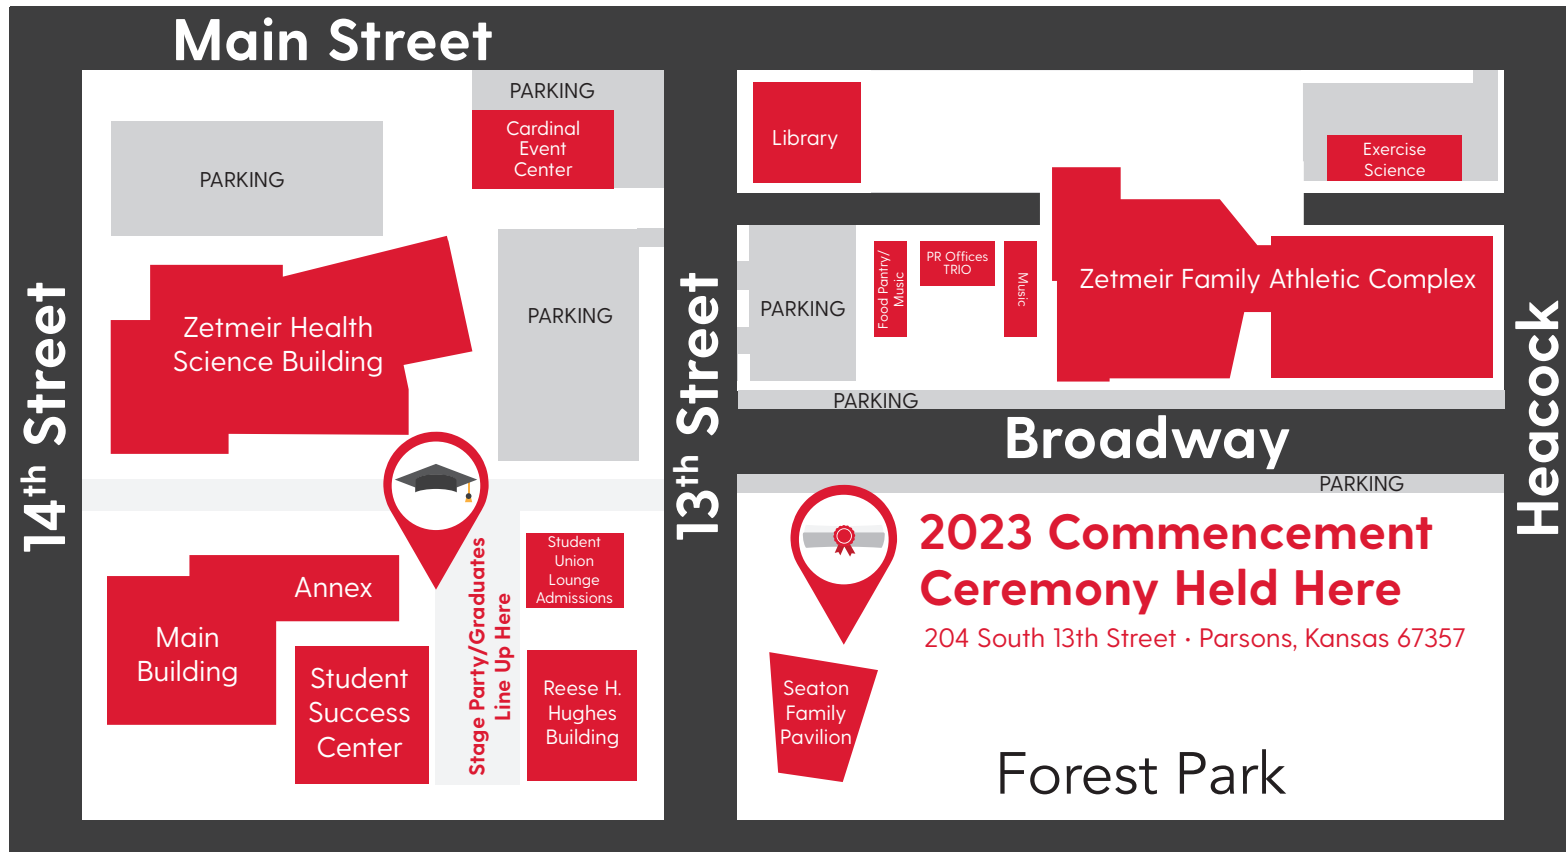 Main Street
PARKING
Cardinal
Event
Center
PARKING
Zetmeir Health
Science Building
PARKING
14th Street
13th Street
Library
Exercise
Science
PARKING
Food Pantry/
Music
PR Offices
TRIO
Music
Zetmeir Family Athletic Complex
PARKING
Broadway
PARKING
Heacock
Annex
Main
Building
Student
Success
Center
Stage Party/Graduates
Line Up Here
Student
Union
Lounge
Admissions
Reese H.
Hughes
Building
2023 Commencement
Ceremony Held Here
204 South 13th Street · Parsons, Kansas 67357
Seaton
Family
Pavilion
Forest Park